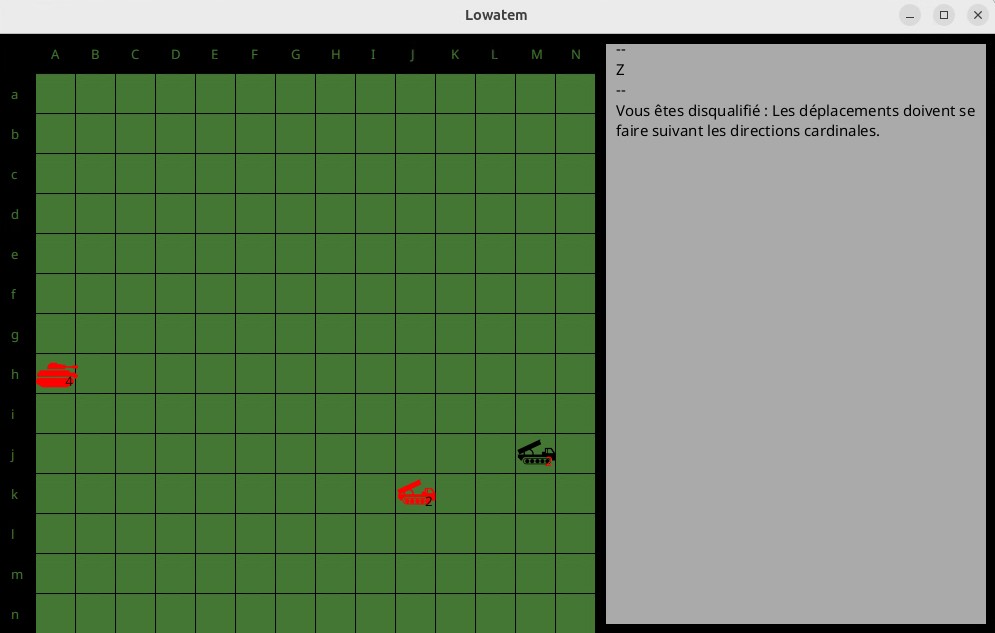 Lowatem
A B C D E F G H I J K L M N
a
b
c
d
e
f
g
h
4
i
j
k
2
l
m
n
--
Z
--
Vous êtes disqualifié : Les déplacements doivent se
faire suivant les directions cardinales.